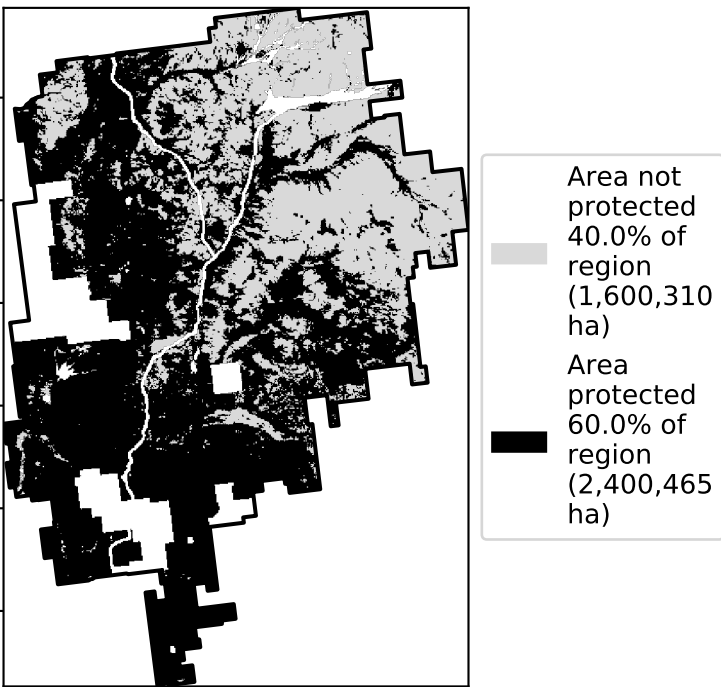 Area not
protected
40.0% of
region
(1,600,310
ha)
Area
protected
60.0% of
region
(2,400,465
ha)